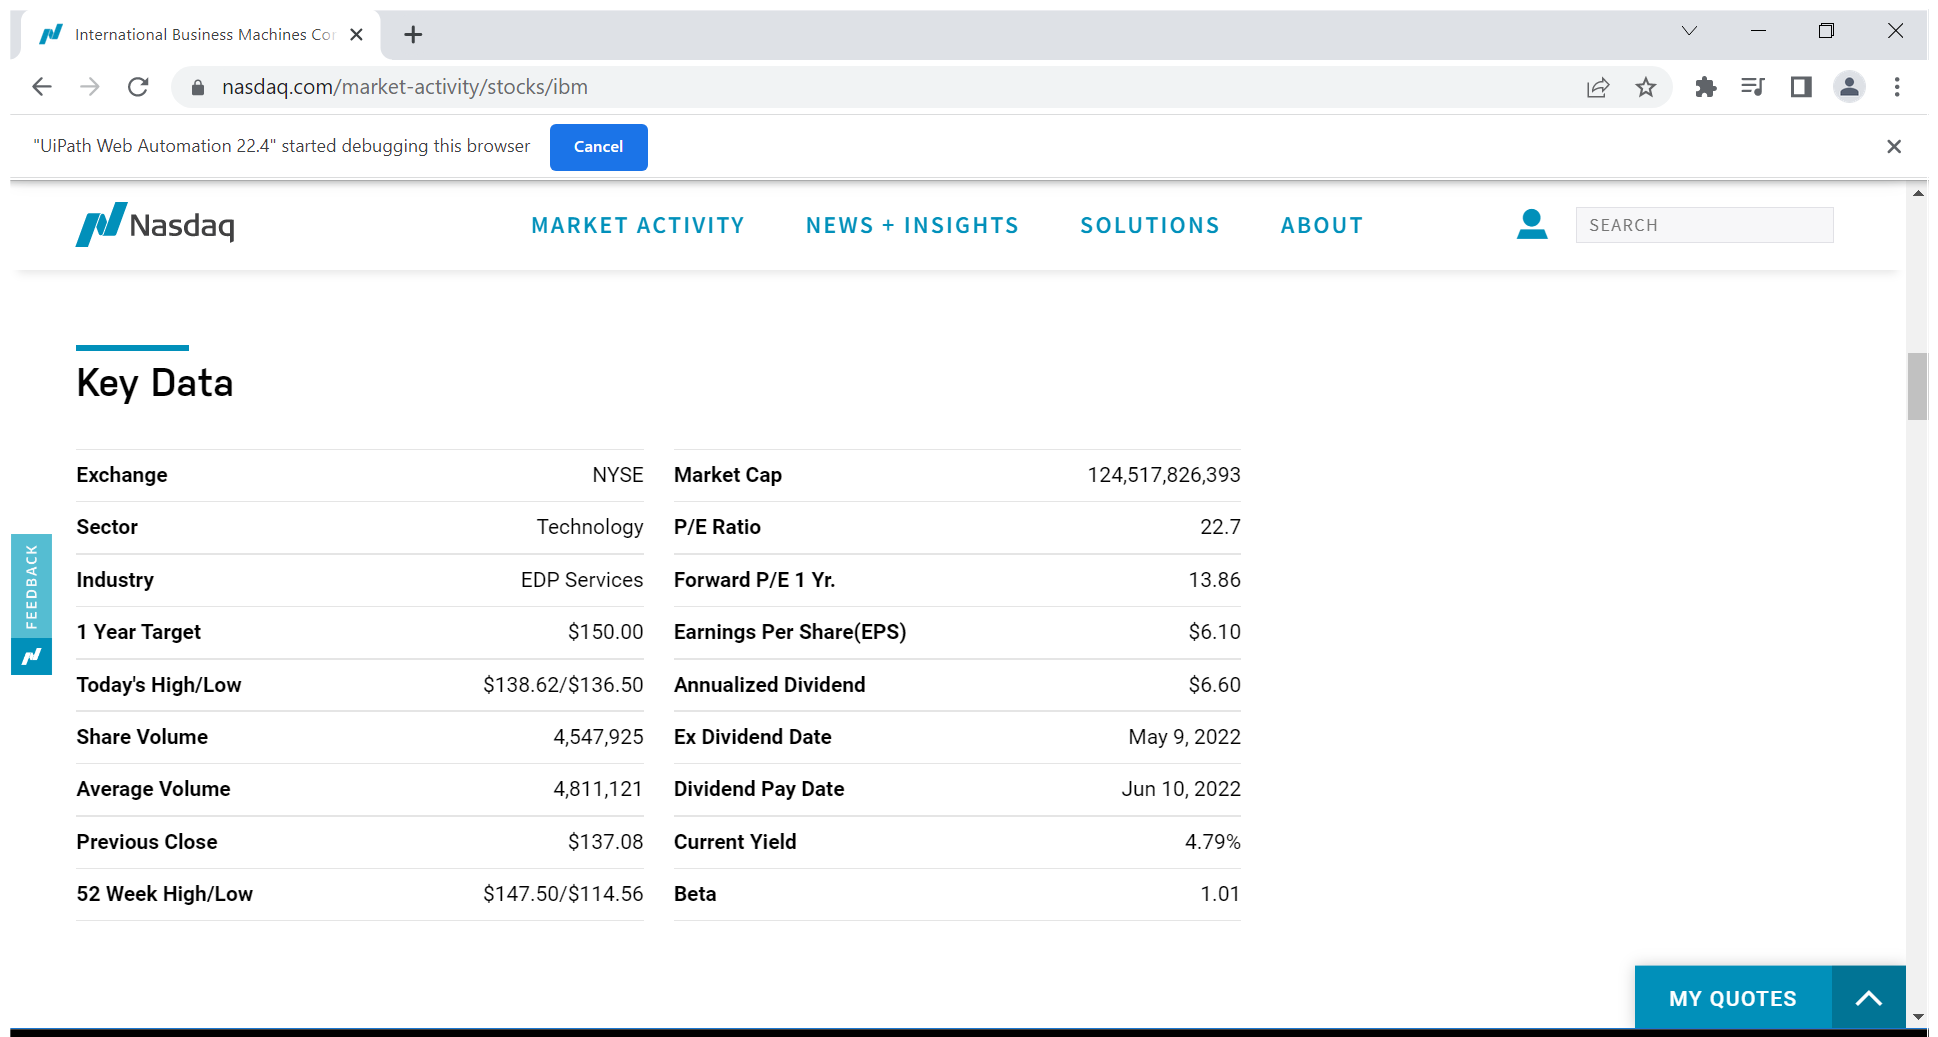 International Business Machines Co
nasdaq.com/market-activity/stocks/ibm
"UiPath Web Automation 22.4" started debugging this browser
Cancel
Nasdaq
MARKET ACTIVITY
NEWS + INSIGHTS
SOLUTIONS
ABOUT
SEARCH
Key Data
Exchange NYSE
Sector Technology
Industry EDP Services
1 Year Target $150.00
Today's High/Low $138.62/$136.50
Share Volume 4,547,925
Average Volume 4,811,121
Previous Close $137.08
52 Week High/Low $147.50/$114.56
Market Cap 124,517,826,393
P/E Ratio 22.7
Forward P/E 1 Yr. 13.86
Earnings Per Share(EPS) $6.10
Annualized Dividend $6.60
Ex Dividend Date May 9, 2022
Dividend Pay Date Jun 10, 2022
Current Yield 4.79%
Beta 1.01
FEEDBACK
MY QUOTES